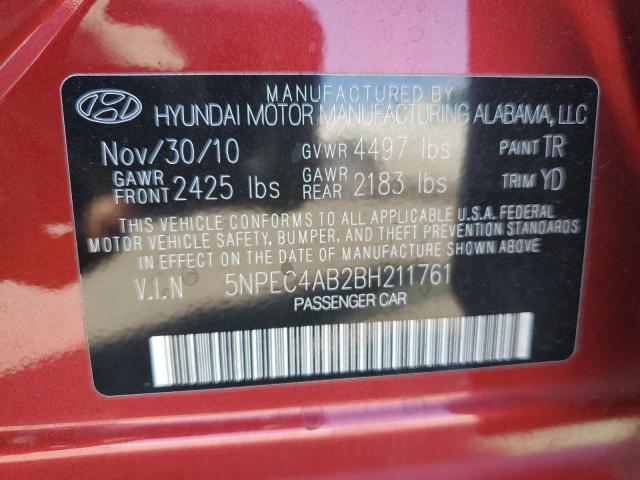 MANUFACTURED BY
HYUNDAI MOTOR MANUFACTURING ALABAMA, LLC
Nov/30/10 GVWR 4497 lbs PAINT TR
GAWR FRONT 2425 lbs GAWR REAR 2183 lbs TRIM YD
THIS VEHICLE CONFORMS TO ALL APPLICABLE U.S.A. FEDERAL
MOTOR VEHICLE SAFETY, BUMPER, AND THEFT PREVENTION STANDARDS
IN EFFECT ON THE DATE OF MANUFACTURE SHOWN ABOVE.
V.I.N 5NPEC4AB2BH211761
PASSENGER CAR